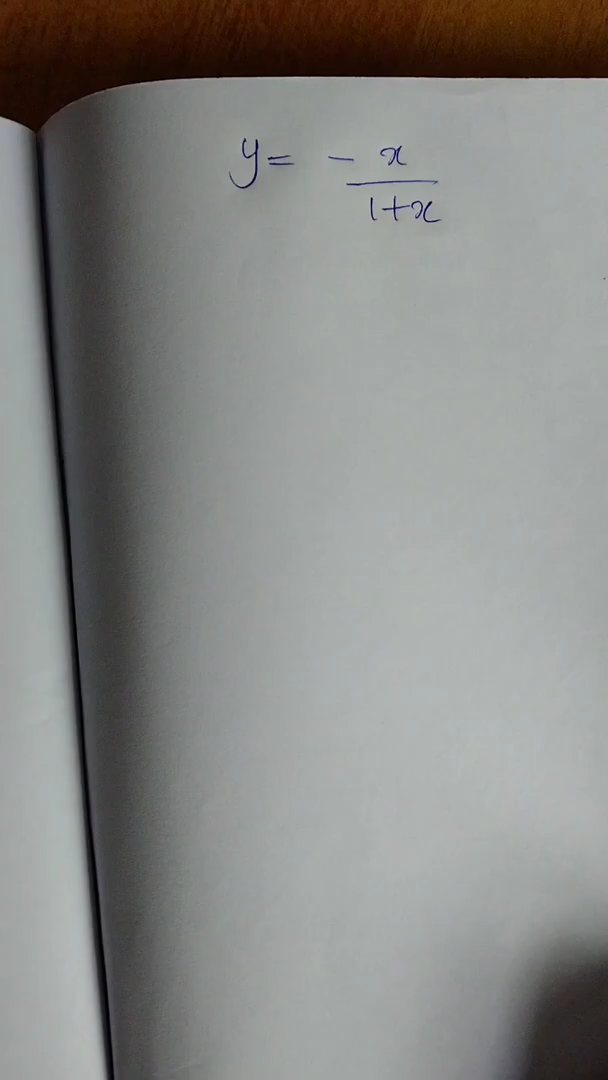 y = - x
1+x